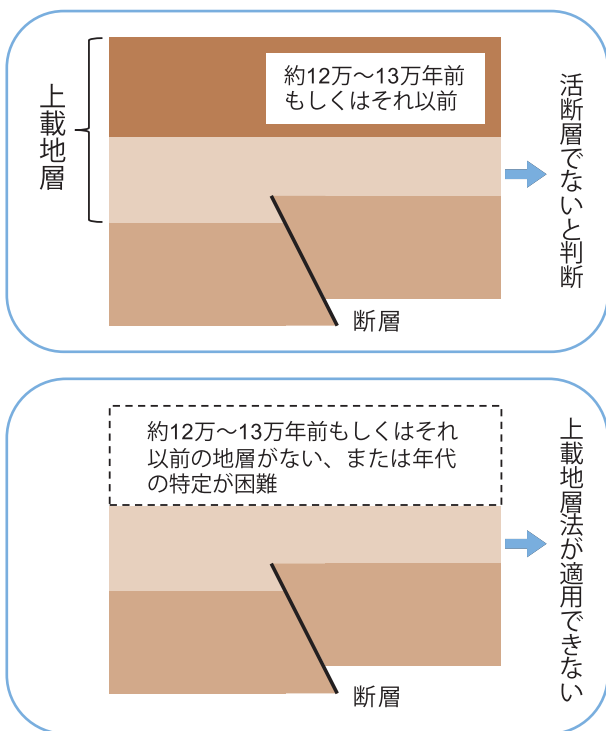 上載地層
約12万～13万年前
もしくはそれ以前
断層
活断層でないと判断
約12万～13万年前もしくはそれ
以前の地層がない、または年代
の特定が困難
断層
上載地層法が適用できない